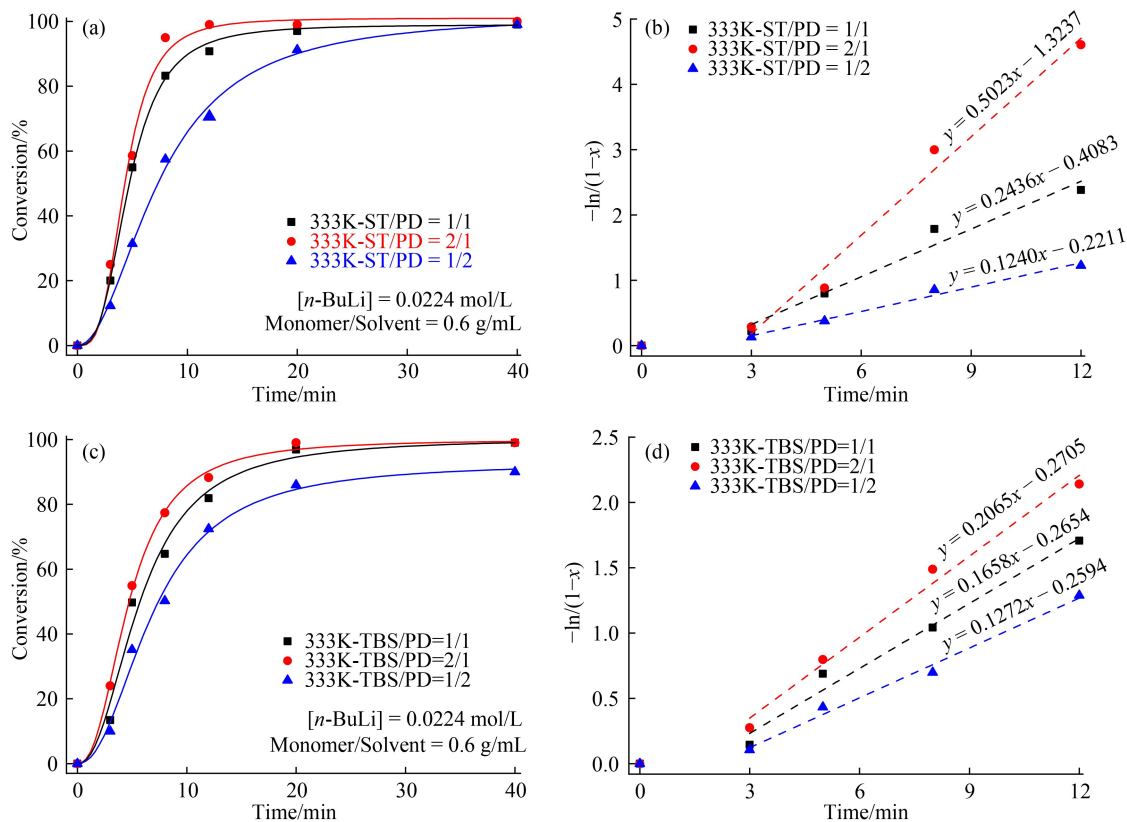 (a)
100
80
60
40
20
0
Conversion/%
333K-ST/PD = 1/1
333K-ST/PD = 2/1
333K-ST/PD = 1/2
[n-BuLi] = 0.0224 mol/L
Monomer/Solvent = 0.6 g/mL
0 10 20 30 40
Time/min
(b)
5
4
3
2
1
0
−ln/(1−x)
333K-ST/PD = 1/1
333K-ST/PD = 2/1
333K-ST/PD = 1/2
y = 0.5023x − 1.3237
y = 0.2436x − 0.4083
y = 0.1240x − 0.2211
0 3 6 9 12
Time/min
(c)
100
80
60
40
20
0
Conversion/%
333K-TBS/PD=1/1
333K-TBS/PD=2/1
333K-TBS/PD=1/2
[n-BuLi] = 0.0224 mol/L
Monomer/Solvent = 0.6 g/mL
0 10 20 30 40
Time/min
(d)
2.5
2.0
1.5
1.0
0.5
0.0
−ln/(1−x)
333K-TBS/PD=1/1
333K-TBS/PD=2/1
333K-TBS/PD=1/2
y = 0.2065x − 0.2705
y = 0.1658x − 0.2654
y = 0.1272x − 0.2594
0 3 6 9 12
Time/min